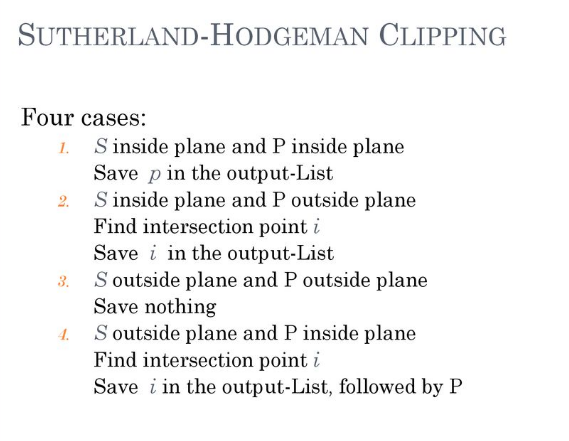 SUTHERLAND-HODGEMAN CLIPPING
Four cases:
1. S inside plane and P inside plane
Save p in the output-List
2. S inside plane and P outside plane
Find intersection point i
Save i in the output-List
3. S outside plane and P outside plane
Save nothing
4. S outside plane and P inside plane
Find intersection point i
Save i in the output-List, followed by P